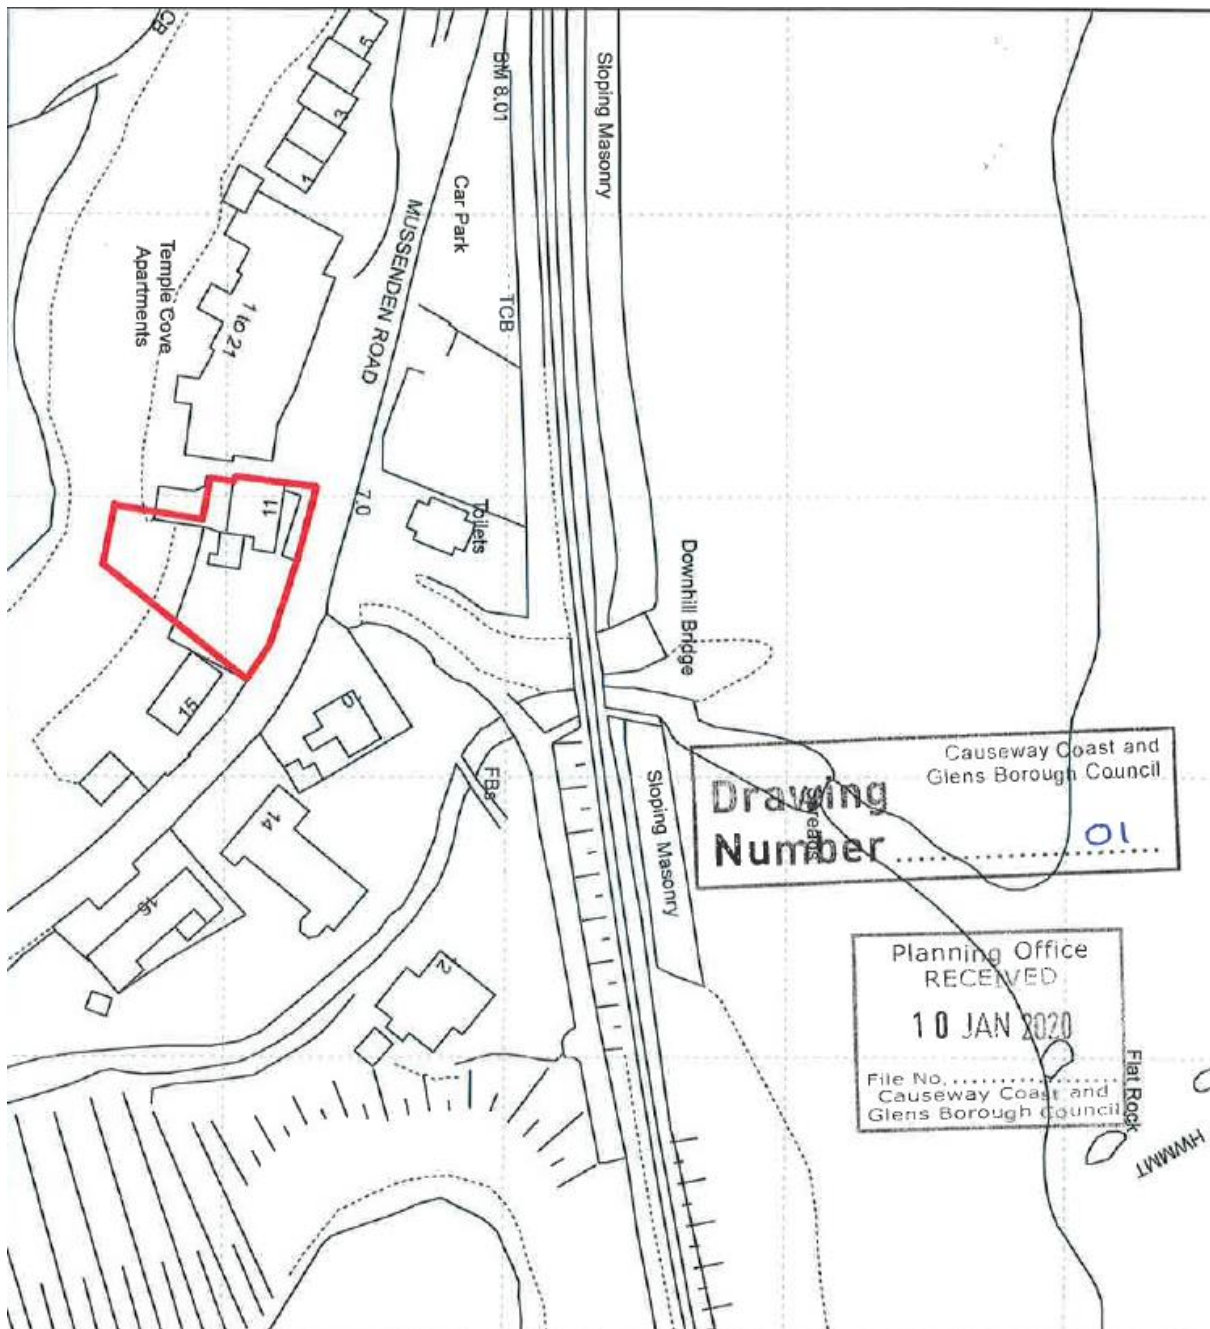 CB
5
3
1
BM 8.01
Sloping Masonry
Car Park
MUSSENDEN ROAD
Temple Cove
Apartments
1 to 21
TCB
11
7.0
Toilets
Downhill Bridge
15
10
FBs
14
16
12
Sloping Masonry
Causeway Coast and
Glens Borough Council
Drawing
Number .............. 01
Planning Office
RECEIVED
10 JAN 2020
File No. ..............
Causeway Coast and
Glens Borough Council
Flat Rock
HWMMT